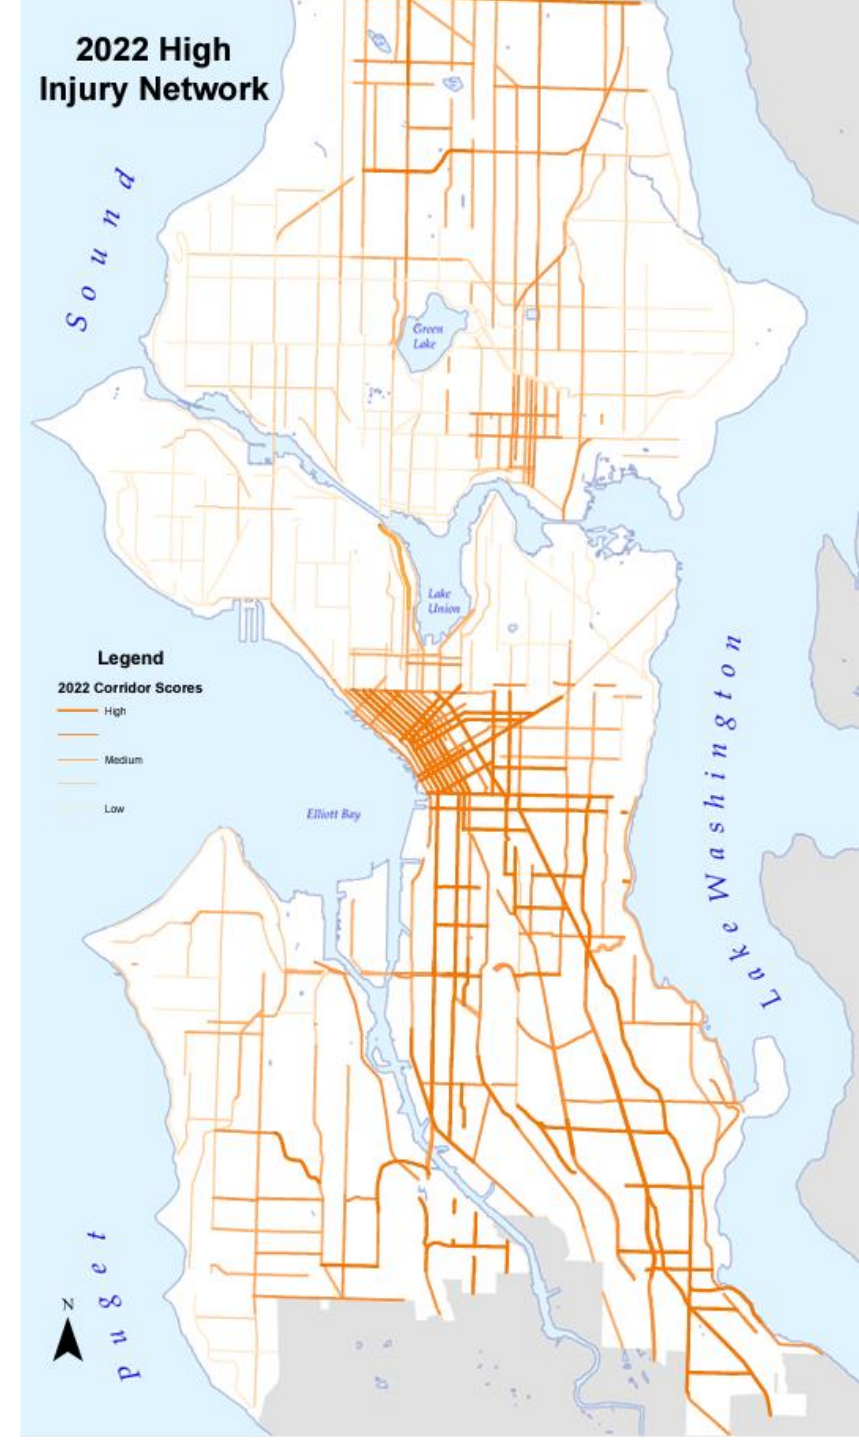 2022 High
Injury Network
Sound
Green
Lake
Lake
Union
Legend
2022 Corridor Scores
High
Medium
Low
Elliott Bay
Lake Washington
Puget
N